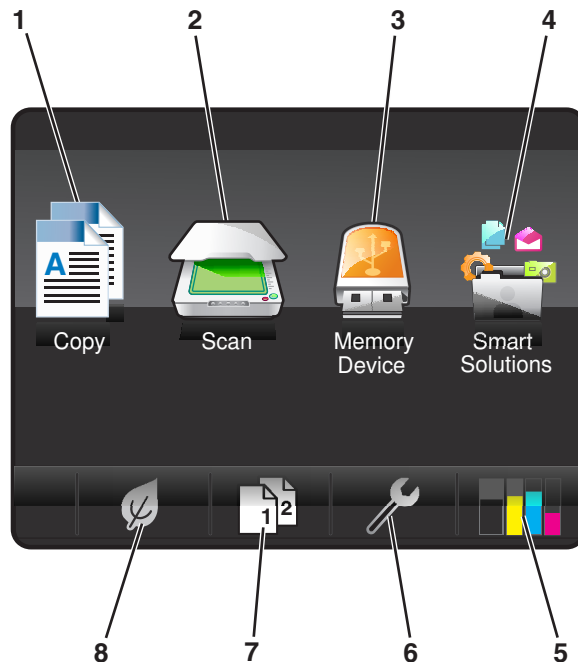 1 2 3 4
A
Copy
Scan
Memory
Device
Smart
Solutions
1 2
8 7 6 5